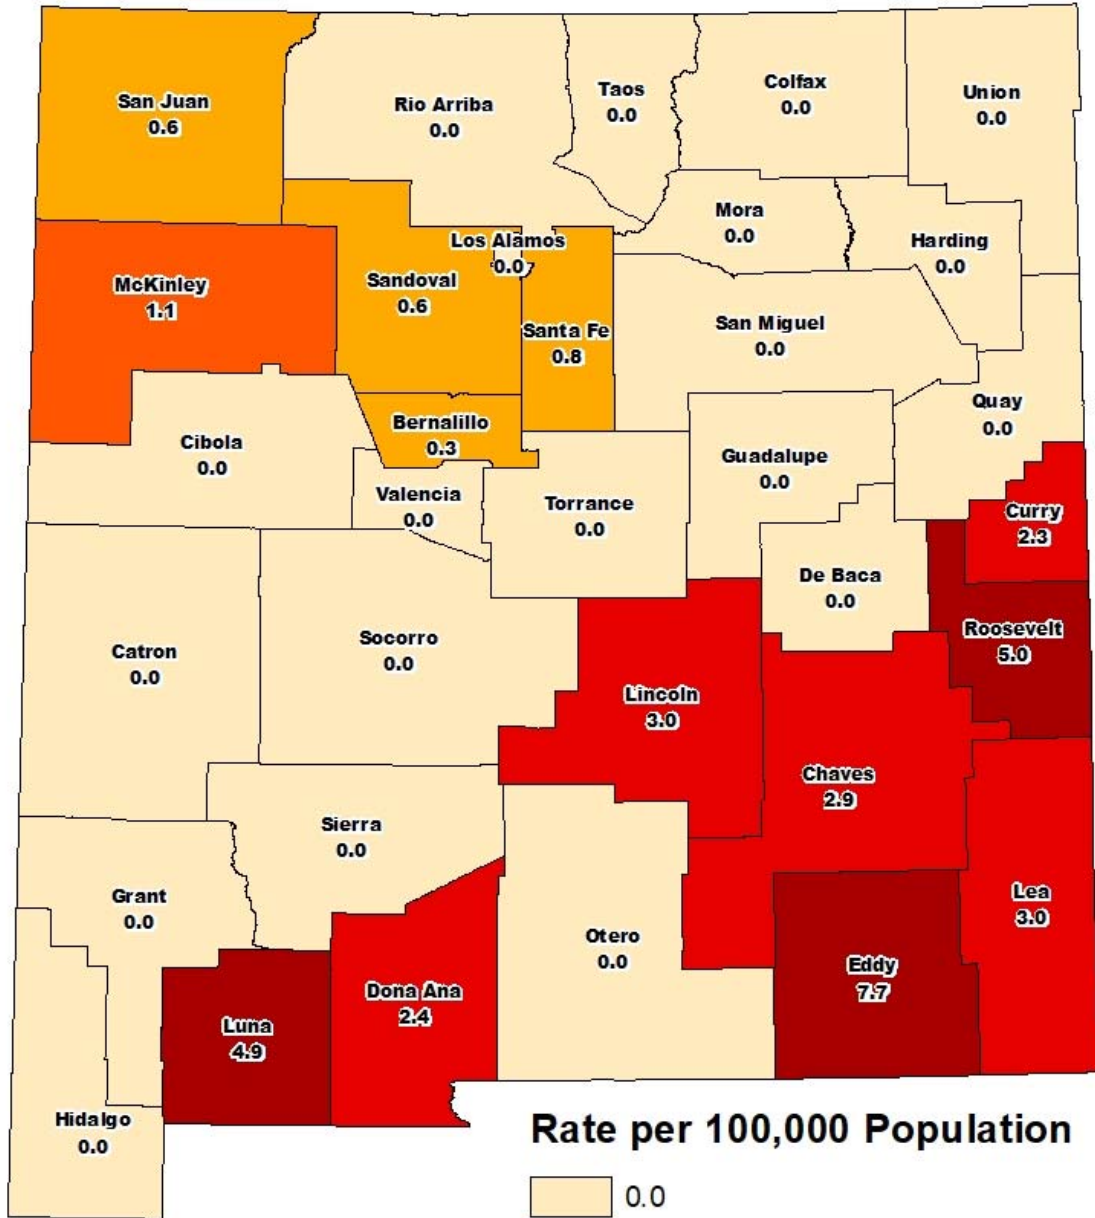 San Juan
0.6
Rio Arriba
0.0
Taos
0.0
Colfax
0.0
Union
0.0
McKinley
1.1
Sandoval
0.6
Los Alamos
0.0
Santa Fe
0.8
Mora
0.0
Harding
0.0
San Miguel
0.0
Cibola
0.0
Bernalillo
0.3
Valencia
0.0
Torrance
0.0
Guadalupe
0.0
Quay
0.0
Curry
2.3
De Baca
0.0
Roosevelt
5.0
Catron
0.0
Socorro
0.0
Lincoln
3.0
Chaves
2.9
Sierra
0.0
Grant
0.0
Otero
0.0
Lea
3.0
Eddy
7.7
Dona Ana
2.4
Luna
4.9
Hidalgo
0.0
Rate per 100,000 Population
0.0